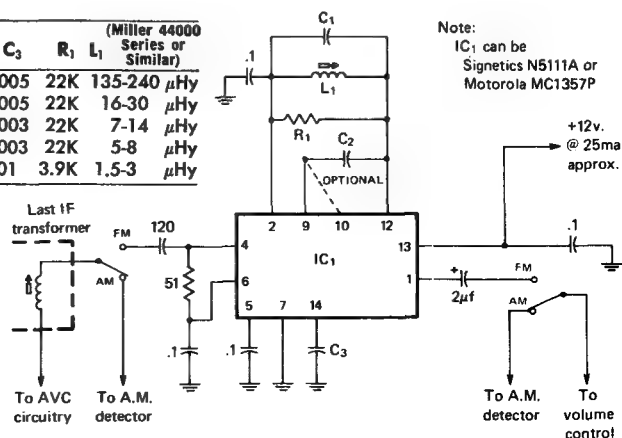 (Miller 44000
C₃ R₁ L₁ Series or
Similar)
005 22K 135-240 μHy
005 22K 16-30 μHy
003 22K 7-14 μHy
003 22K 5-8 μHy
01 3.9K 1.5-3 μHy
C₁
.1
L₁
R₁
C₂
OPTIONAL
Note:
IC₁ can be
Signetics N5111A or
Motorola MC1357P
+12v.
@ 25ma
approx.
2 9 10 12
Last IF
transformer
FM
120
4
13
.1
AM
51
IC₁
6
1
+
FM
2μf
AM
5 7 14
.1
.1
C₃
To AVC
circuitry
To A.M.
detector
To A.M.
detector
To
volume
control